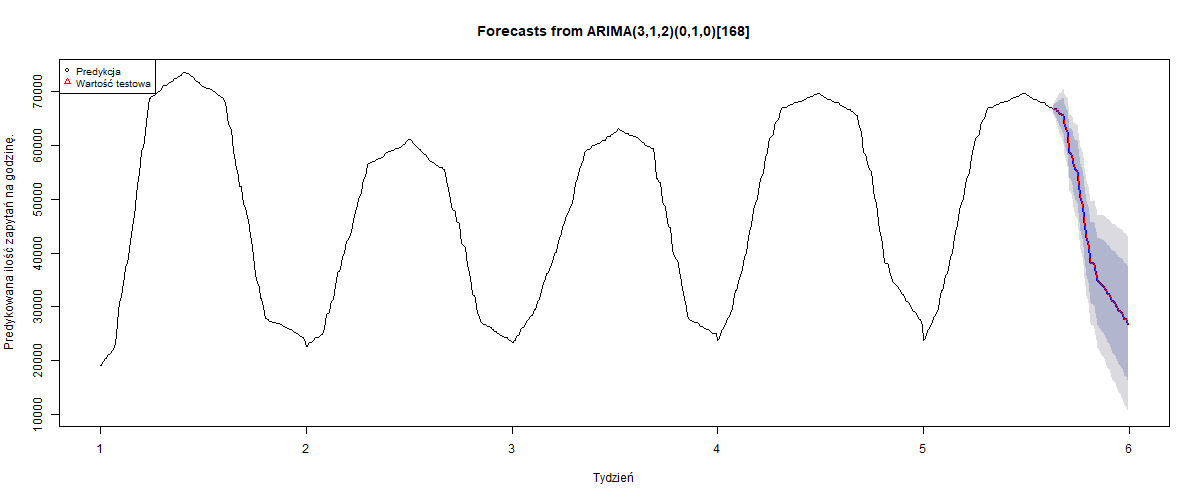 Forecasts from ARIMA(3,1,2)(0,1,0)[168]
Predykcja
Wartość testowa
Predykowana ilość zapytań na godzinę.
70000
60000
50000
40000
30000
20000
10000
1 2 3 4 5 6
Tydzień